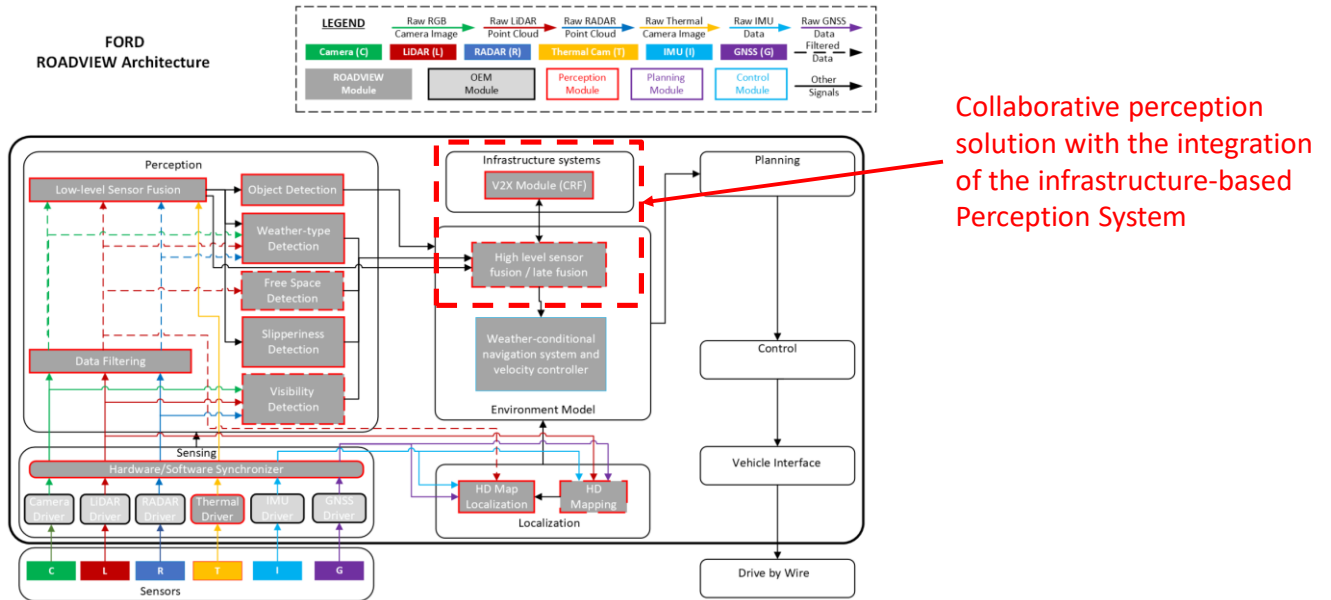 FORD
ROADVIEW Architecture
LEGEND
Raw RGB
Camera Image
Raw LiDAR
Point Cloud
Raw RADAR
Point Cloud
Raw Thermal
Camera Image
Raw IMU
Data
Raw GNSS
Data
Camera (C)
LiDAR (L)
RADAR (R)
Thermal Cam (T)
IMU (I)
GNSS (G)
Filtered
Data
ROADVIEW
Module
OEM
Module
Perception
Module
Planning
Module
Control
Module
Other
Signals
Collaborative perception
solution with the integration
of the infrastructure-based
Perception System
Perception
Low-level Sensor Fusion
Object Detection
Weather-type
Detection
Free Space
Detection
Slipperiness
Detection
Data Filtering
Visibility
Detection
Infrastructure systems
V2X Module (CRF)
High level sensor
fusion / late fusion
Weather-conditional
navigation system and
velocity controller
Environment Model
Planning
Control
Vehicle Interface
Drive by Wire
Sensing
Hardware/Software Synchronizer
Camera
Driver
LiDAR
Driver
RADAR
Driver
Thermal
Driver
IMU
Driver
GNSS
Driver
HD Map
Localization
HD
Mapping
Localization
C
L
R
T
I
G
Sensors